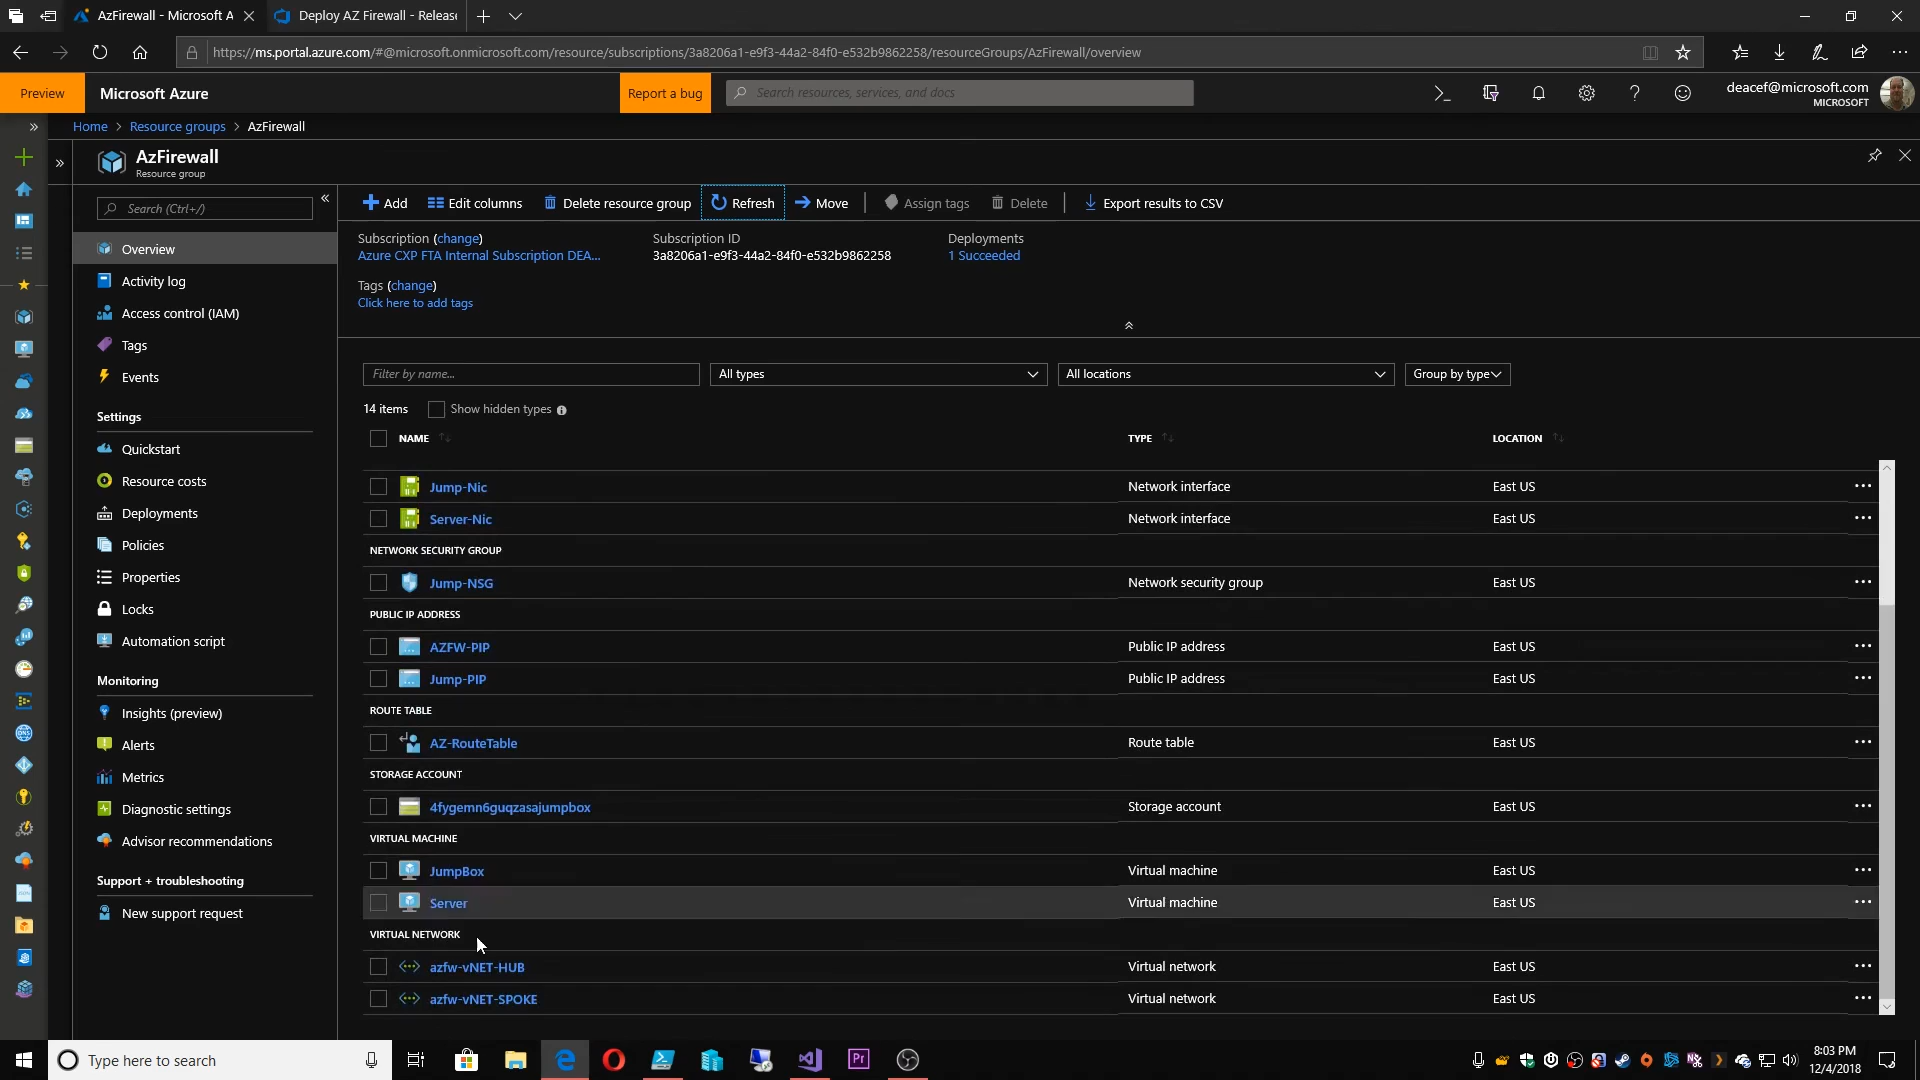 AzFirewall - Microsoft A
Deploy AZ Firewall - Release
https://ms.portal.azure.com/#@microsoft.onmicrosoft.com/resource/subscriptions/3a8206a1-e9f3-44a2-84f0-e532b9862258/resourceGroups/AzFirewall/overview
Preview
Microsoft Azure
Report a bug
Search resources, services, and docs
deacef@microsoft.com
MICROSOFT
Home > Resource groups > AzFirewall
AzFirewall
Resource group
Search (Ctrl+/)
Overview
Activity log
Access control (IAM)
Tags
Events
Settings
Quickstart
Resource costs
Deployments
Policies
Properties
Locks
Automation script
Monitoring
Insights (preview)
Alerts
Metrics
Diagnostic settings
Advisor recommendations
Support + troubleshooting
New support request
Add
Edit columns
Delete resource group
Refresh
Move
Assign tags
Delete
Export results to CSV
Subscription (change)
Azure CXP FTA Internal Subscription DEA...
Subscription ID
3a8206a1-e9f3-44a2-84f0-e532b9862258
Deployments
1 Succeeded
Tags (change)
Click here to add tags
Filter by name...
All types
All locations
Group by type
14 items
Show hidden types
NAME TYPE LOCATION
Jump-Nic Network interface East US
Server-Nic Network interface East US
NETWORK SECURITY GROUP
Jump-NSG Network security group East US
PUBLIC IP ADDRESS
AZFW-PIP Public IP address East US
Jump-PIP Public IP address East US
ROUTE TABLE
AZ-RouteTable Route table East US
STORAGE ACCOUNT
4fygemn6guqzasajumpbox Storage account East US
VIRTUAL MACHINE
JumpBox Virtual machine East US
Server Virtual machine East US
VIRTUAL NETWORK
azfw-vNET-HUB Virtual network East US
azfw-vNET-SPOKE Virtual network East US
Type here to search
Pr
8:03 PM
12/4/2018